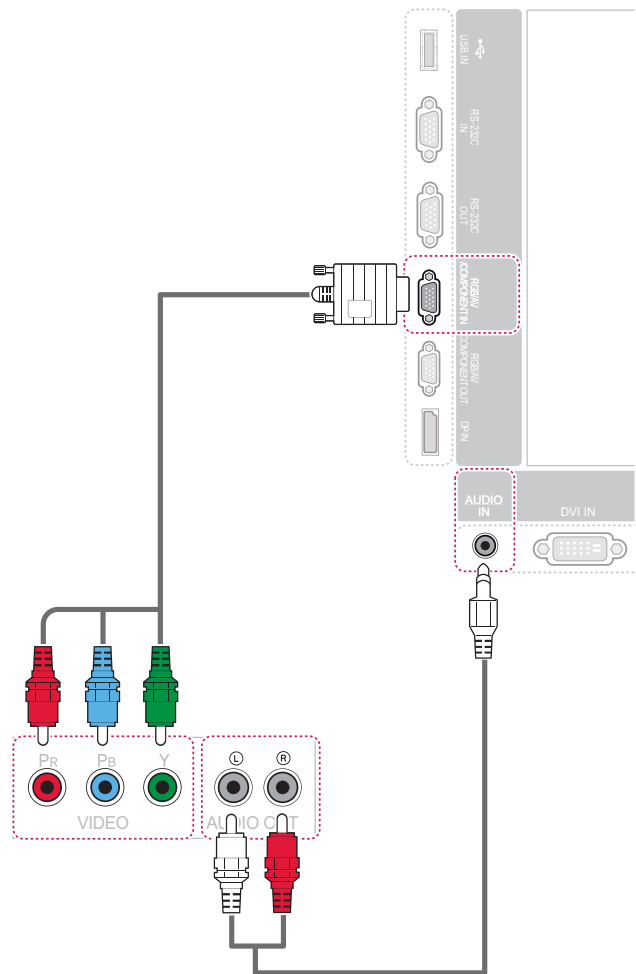 USB IN
RS-232C
IN
RS-232C
OUT
RGB/AV
/COMPONENT IN
RGB/AV
COMPONENT OUT
DP IN
AUDIO
IN
DVI IN
PR
PB
Y
VIDEO
L
R
AUDIO OUT